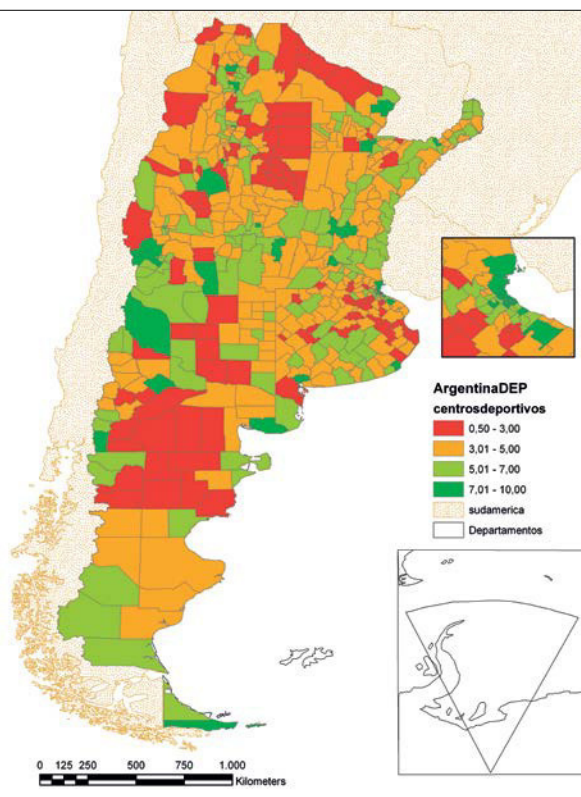 ArgentinaDEP
centrosdeportivos
0,50 - 3,00
3,01 - 5,00
5,01 - 7,00
7,01 - 10,00
sudamerica
Departamentos
0 125 250 500 750 1.000
Kilometers